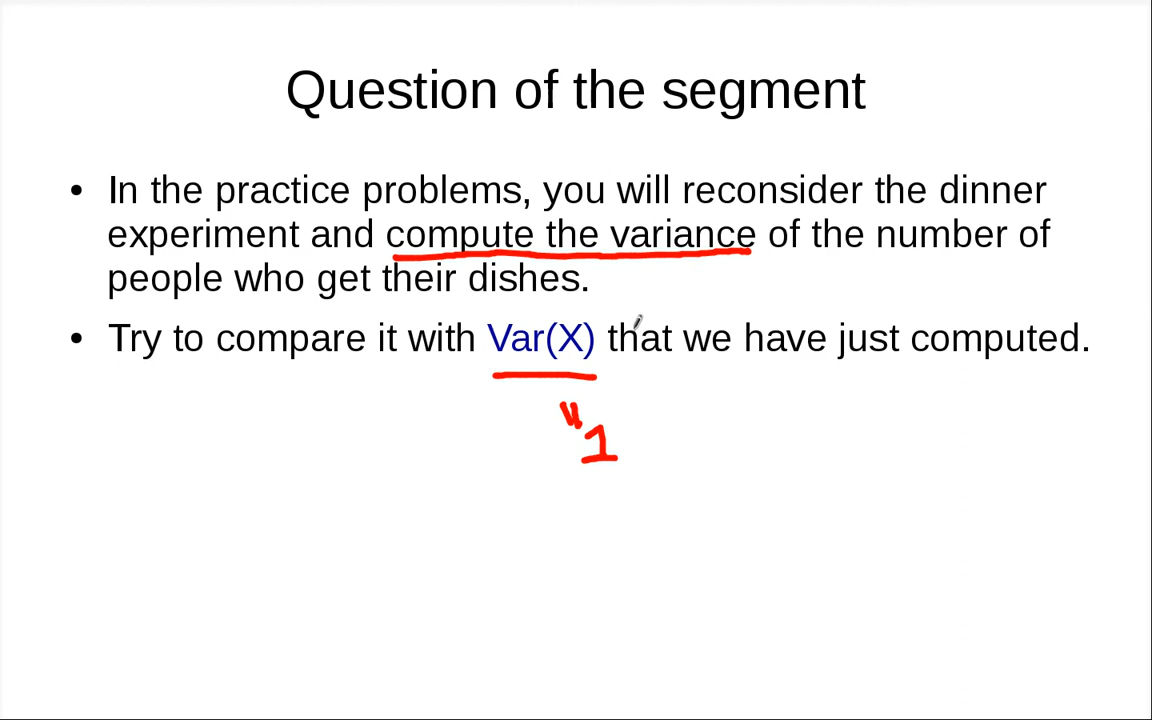 Question of the segment
• In the practice problems, you will reconsider the dinner
experiment and compute the variance of the number of
people who get their dishes.
• Try to compare it with Var(X) that we have just computed.
"
1